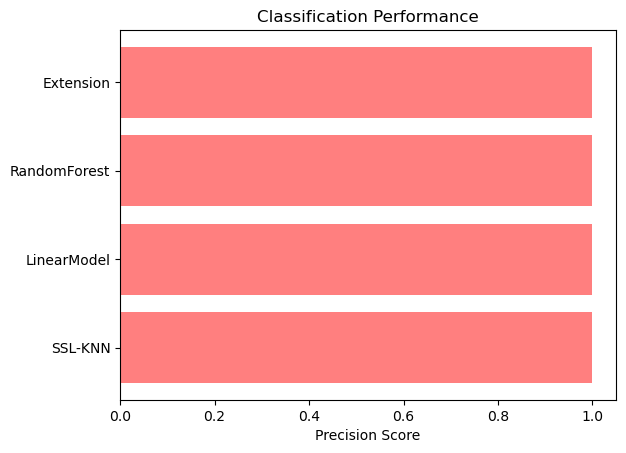 Classification Performance
Extension
RandomForest
LinearModel
SSL-KNN
0.0 0.2 0.4 0.6 0.8 1.0
Precision Score